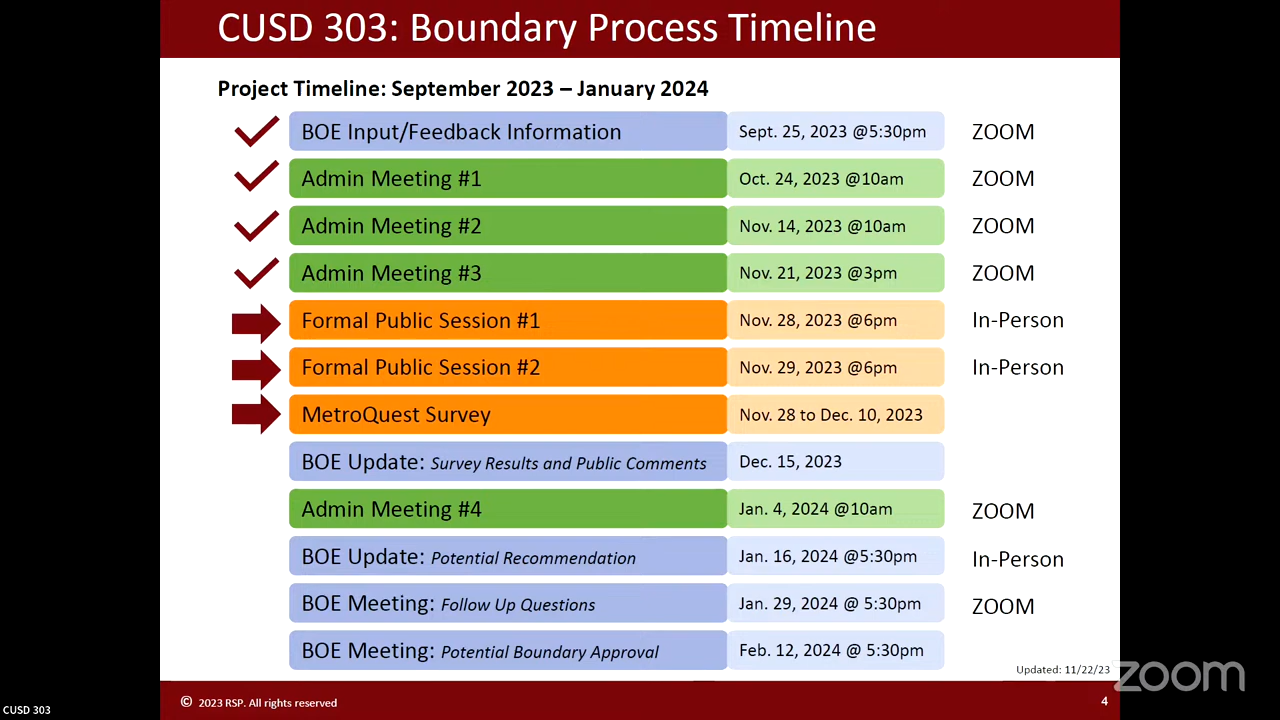 CUSD 303: Boundary Process Timeline
Project Timeline: September 2023 – January 2024
BOE Input/Feedback Information Sept. 25, 2023 @5:30pm ZOOM
Admin Meeting #1 Oct. 24, 2023 @10am ZOOM
Admin Meeting #2 Nov. 14, 2023 @10am ZOOM
Admin Meeting #3 Nov. 21, 2023 @3pm ZOOM
Formal Public Session #1 Nov. 28, 2023 @6pm In-Person
Formal Public Session #2 Nov. 29, 2023 @6pm In-Person
MetroQuest Survey Nov. 28 to Dec. 10, 2023
BOE Update: Survey Results and Public Comments Dec. 15, 2023
Admin Meeting #4 Jan. 4, 2024 @10am ZOOM
BOE Update: Potential Recommendation Jan. 16, 2024 @5:30pm In-Person
BOE Meeting: Follow Up Questions Jan. 29, 2024 @ 5:30pm ZOOM
BOE Meeting: Potential Boundary Approval Feb. 12, 2024 @ 5:30pm
Updated: 11/22/23
zoom
© 2023 RSP. All rights reserved 4
CUSD 303